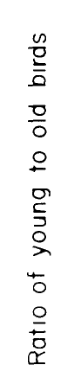 Ratio of young to old birds